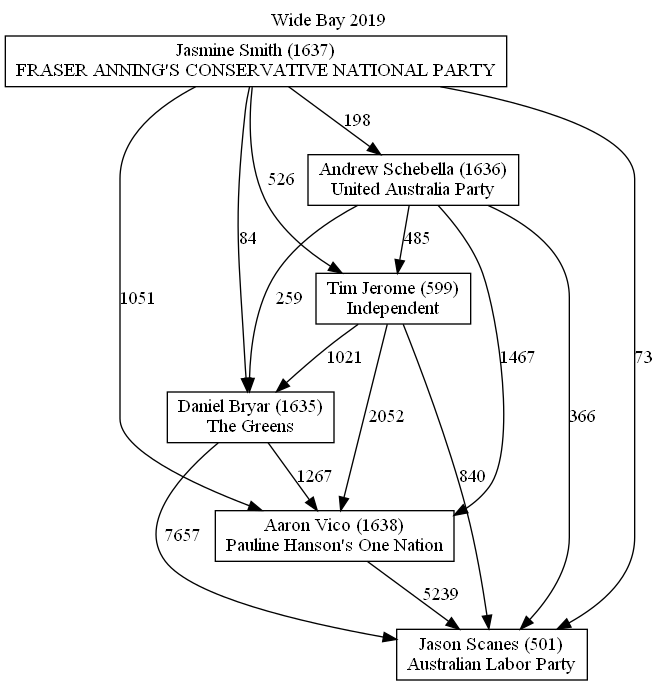 Wide Bay 2019
Jasmine Smith (1637)
FRASER ANNING'S CONSERVATIVE NATIONAL PARTY
198
Andrew Schebella (1636)
United Australia Party
526
84
485
259
1051
Tim Jerome (599)
Independent
1021
1467
73
Daniel Bryar (1635)
The Greens
2052
366
1267
840
7657
Aaron Vico (1638)
Pauline Hanson's One Nation
5239
Jason Scanes (501)
Australian Labor Party